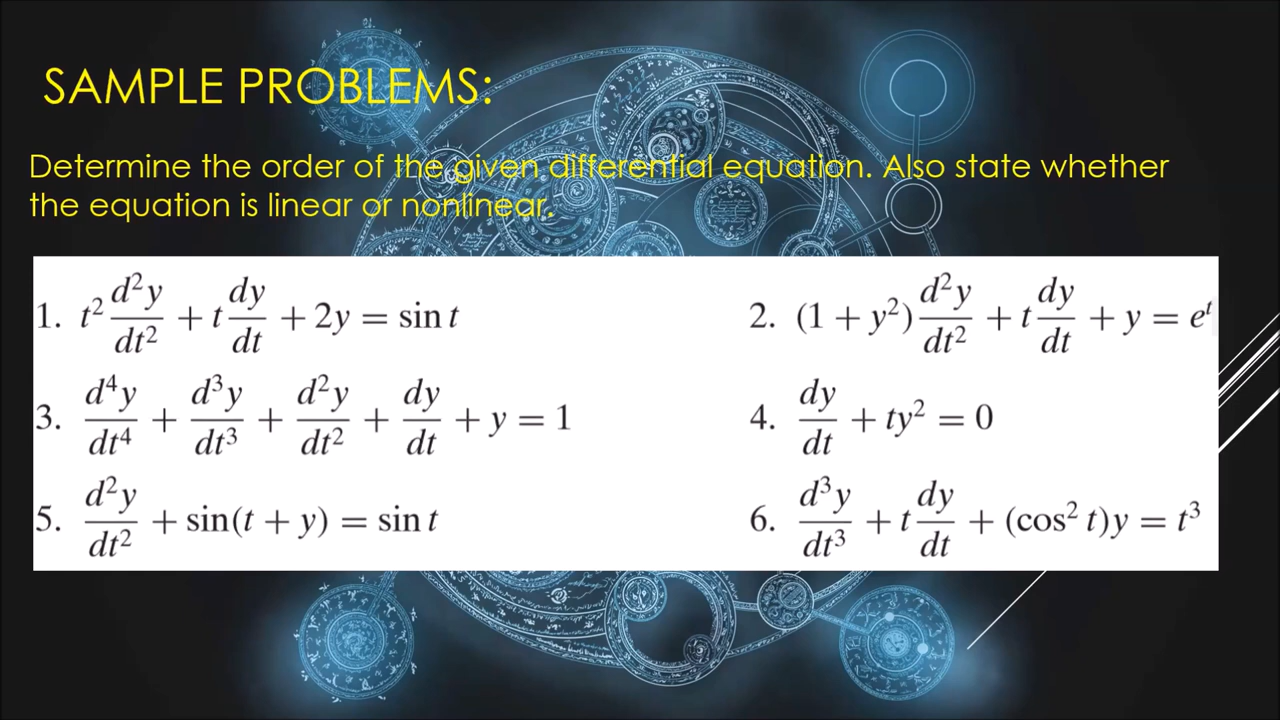 SAMPLE PROBLEMS:
Determine the order of the given differential equation. Also state whether
the equation is linear or nonlinear.
1. t² d²y/dt² + t dy/dt + 2y = sin t
2. (1 + y²) d²y/dt² + t dy/dt + y = eᵗ
3. d⁴y/dt⁴ + d³y/dt³ + d²y/dt² + dy/dt + y = 1
4. dy/dt + ty² = 0
5. d²y/dt² + sin(t + y) = sin t
6. d³y/dt³ + t dy/dt + (cos² t)y = t³